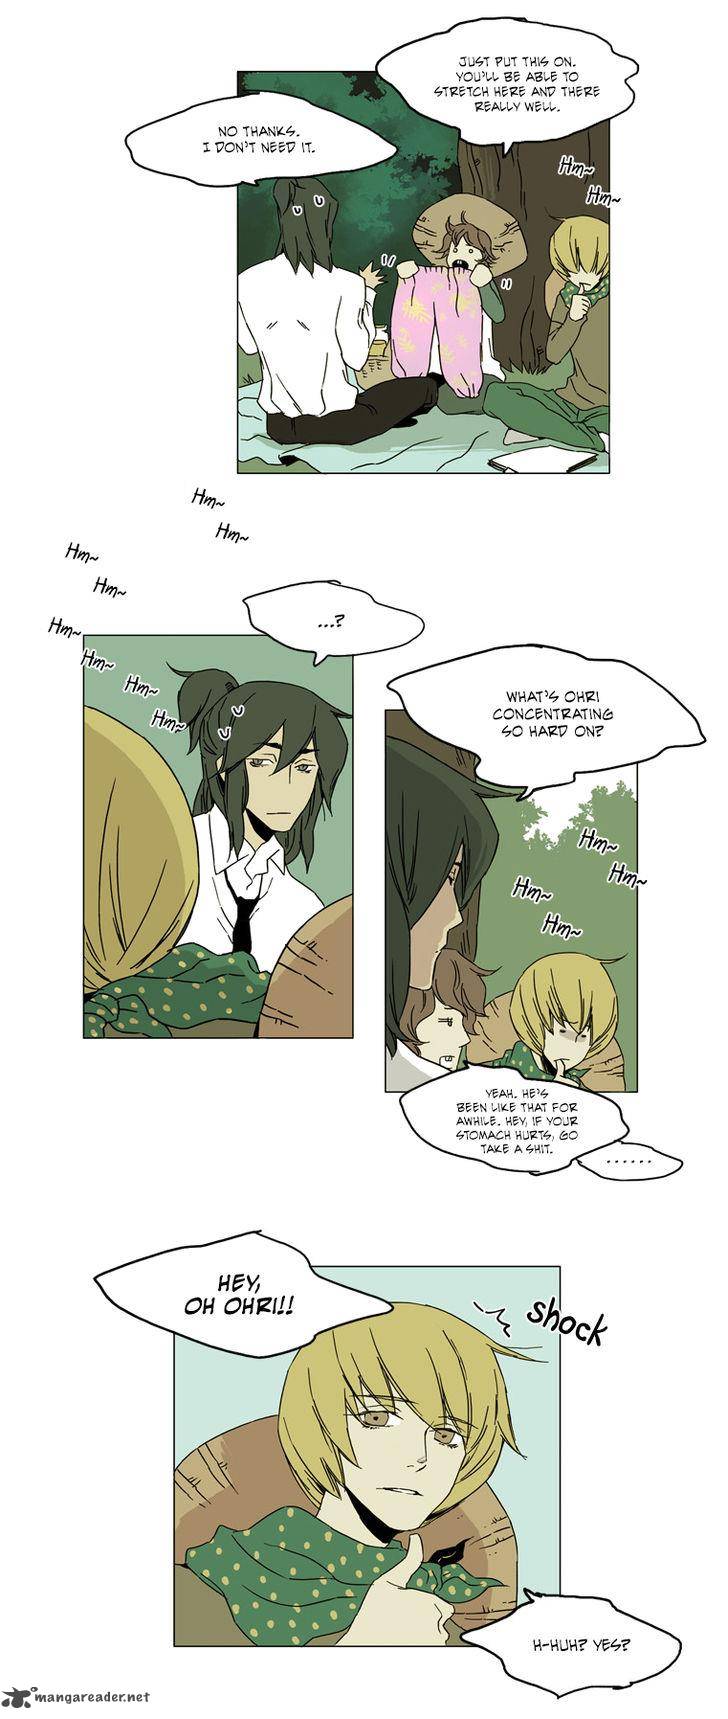 JUST PUT THIS ON.
YOU'LL BE ABLE TO
STRETCH HERE AND THERE
REALLY WELL.
NO THANKS.
I DON'T NEED IT.
Hm~
Hm~
Hm~
Hm~
Hm~
Hm~
Hm~
Hm~
Hm~
Hm~
...?
WHAT'S OHRI
CONCENTRATING
SO HARD ON?
Hm~
Hm~
Hm~
Hm~
YEAH. HE'S
BEEN LIKE THAT FOR
AWHILE. HEY, IF YOUR
STOMACH HURTS, GO
TAKE A SHIT.
......
HEY,
OH OHRI!!
shock
H-HUH? YES?
mangareader.net